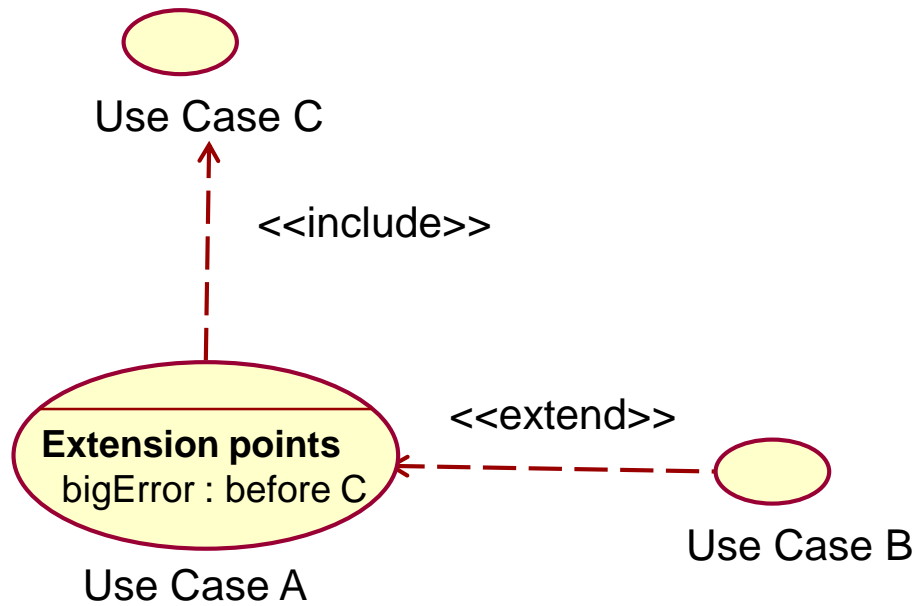 Use Case C
<<include>>
<<extend>>
Extension points
bigError : before C
Use Case B
Use Case A